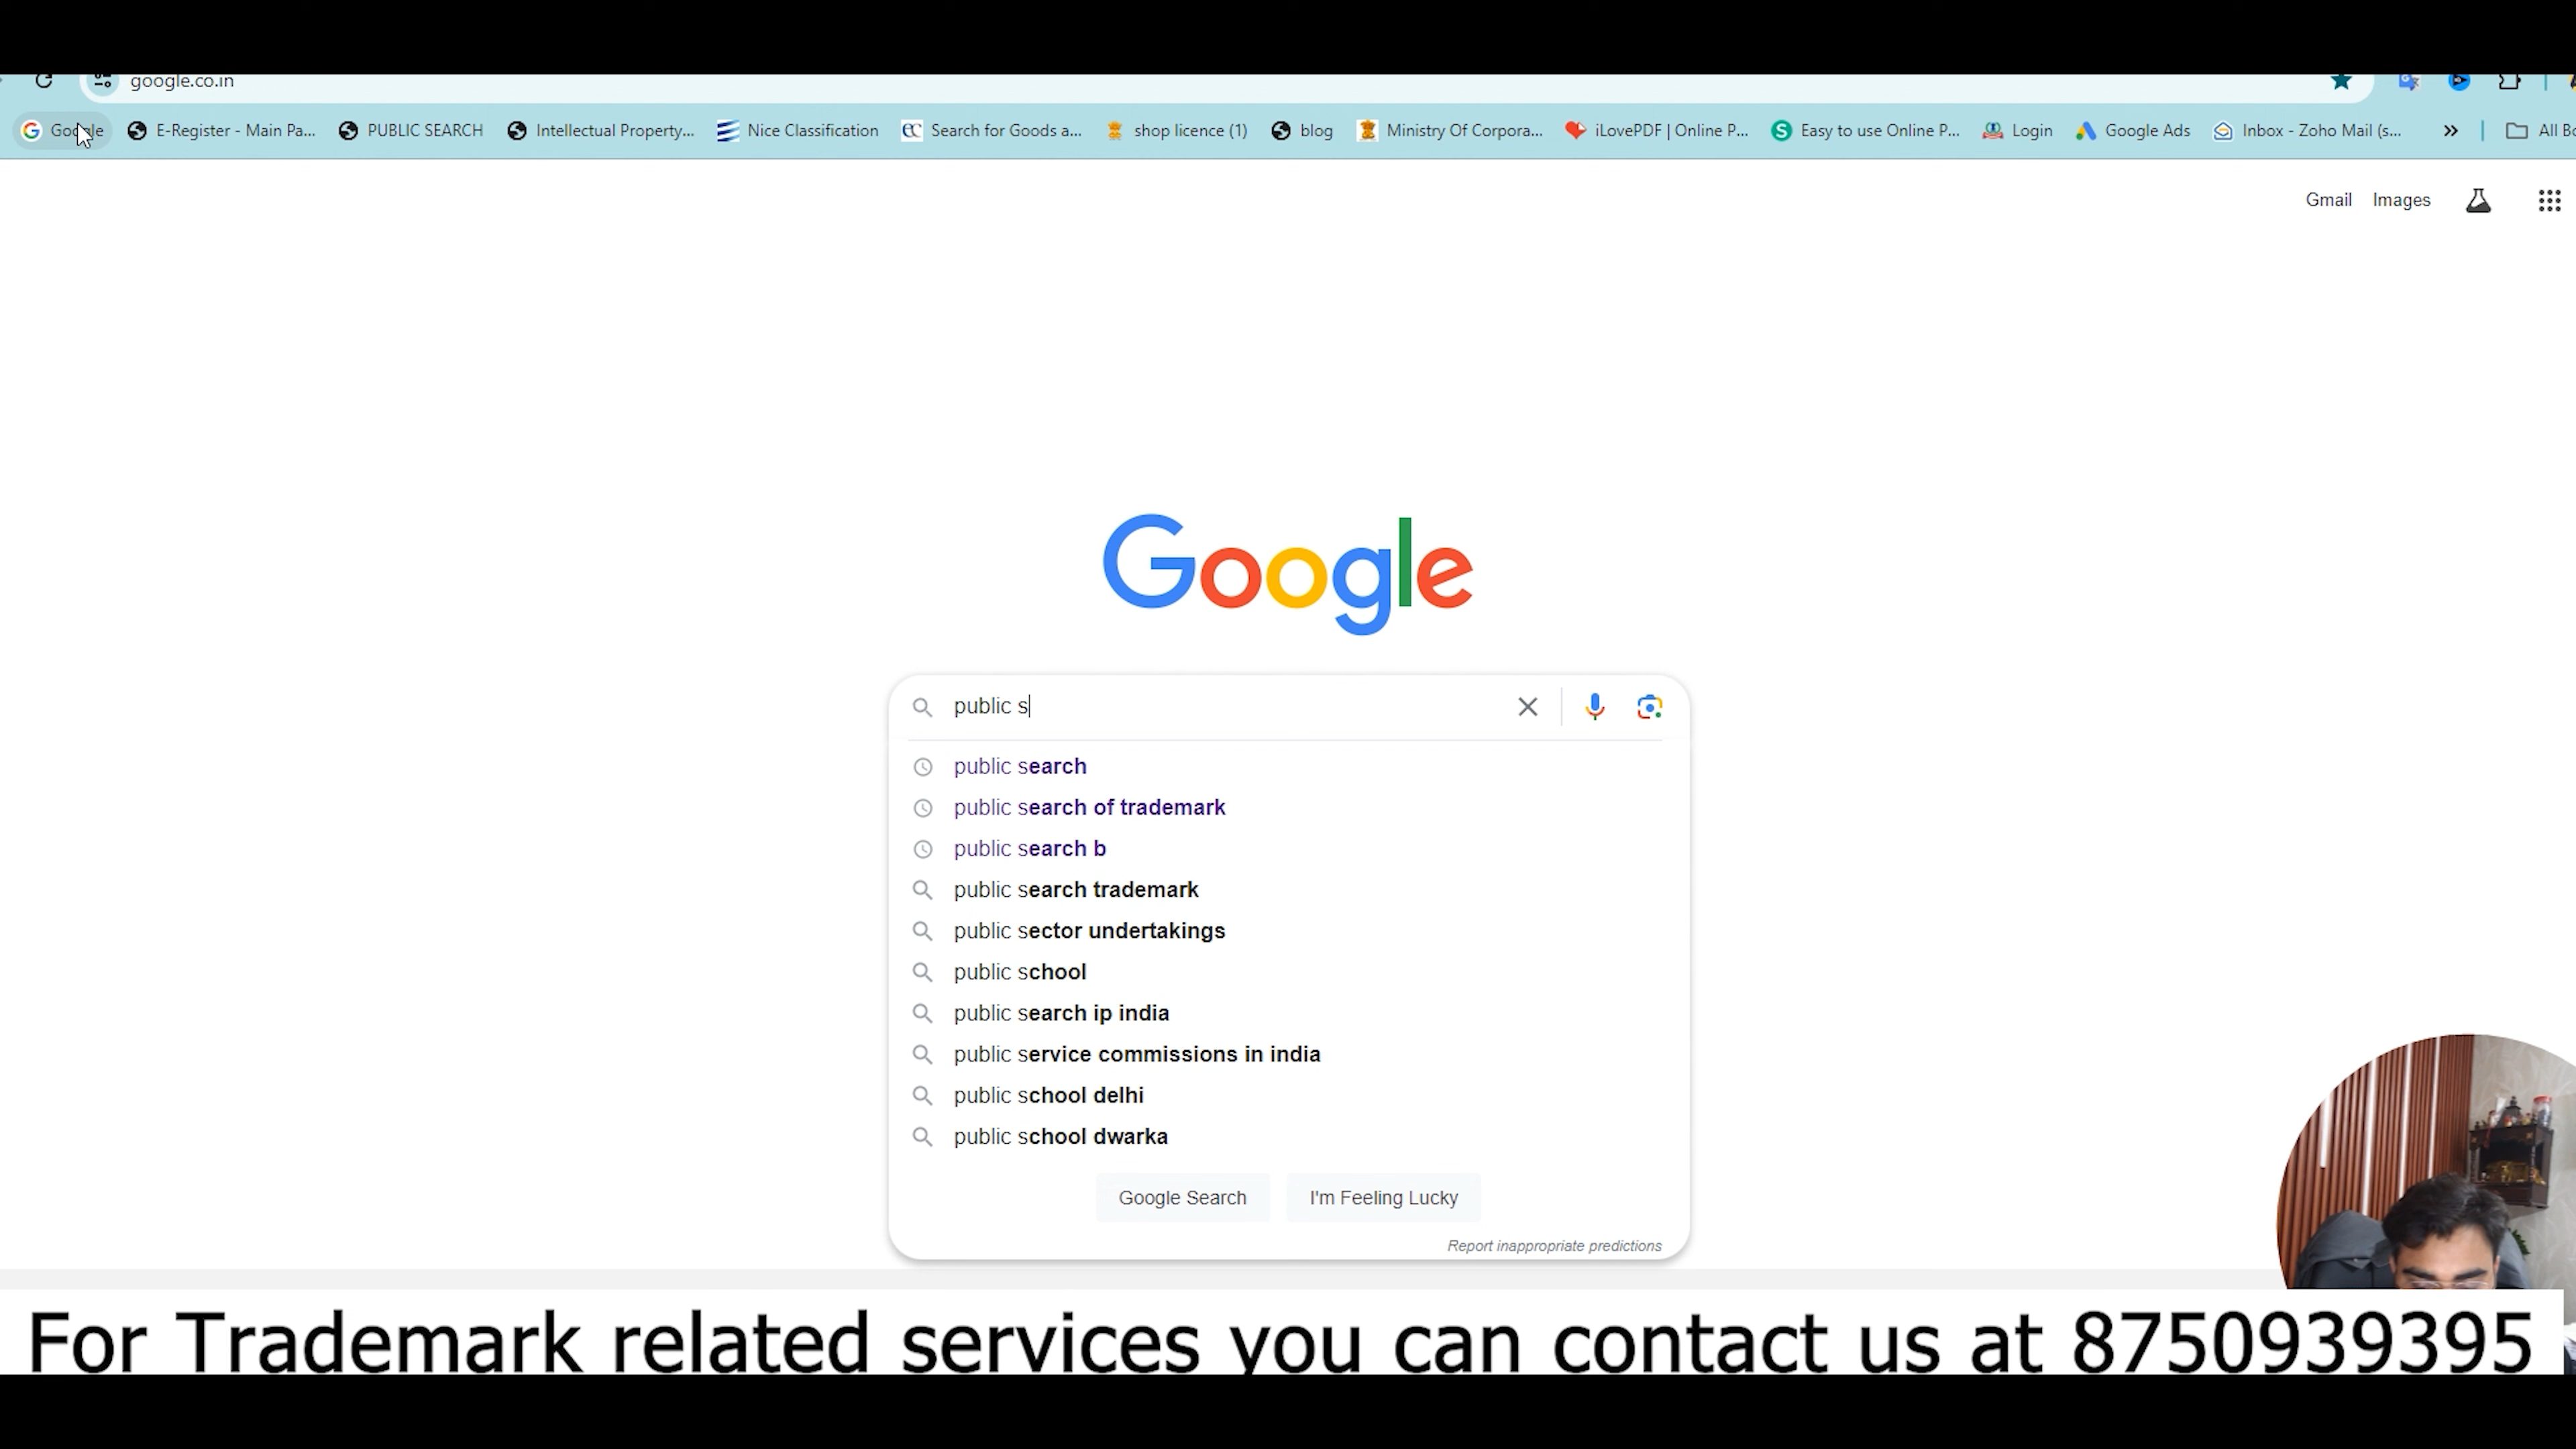 google.co.in
Google E-Register - Main Pa... PUBLIC SEARCH Intellectual Property... Nice Classification Search for Goods a... shop licence (1) blog Ministry Of Corpora... iLovePDF | Online P... Easy to use Online P... Login Google Ads Inbox - Zoho Mail (s... » All Bo
Gmail Images
Google
public s
public search
public search of trademark
public search b
public search trademark
public sector undertakings
public school
public search ip india
public service commissions in india
public school delhi
public school dwarka
Google Search I'm Feeling Lucky
Report inappropriate predictions
For Trademark related services you can contact us at 8750939395